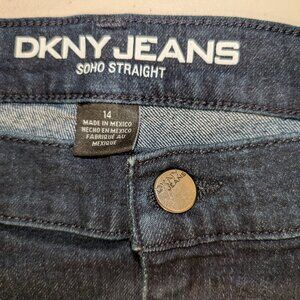 DKNY JEANS
SOHO STRAIGHT
14
MADE IN MEXICO
HECHO EN MEXICO
FABRIQUÉ AU
MEXIQUE
DKNY
JEANS